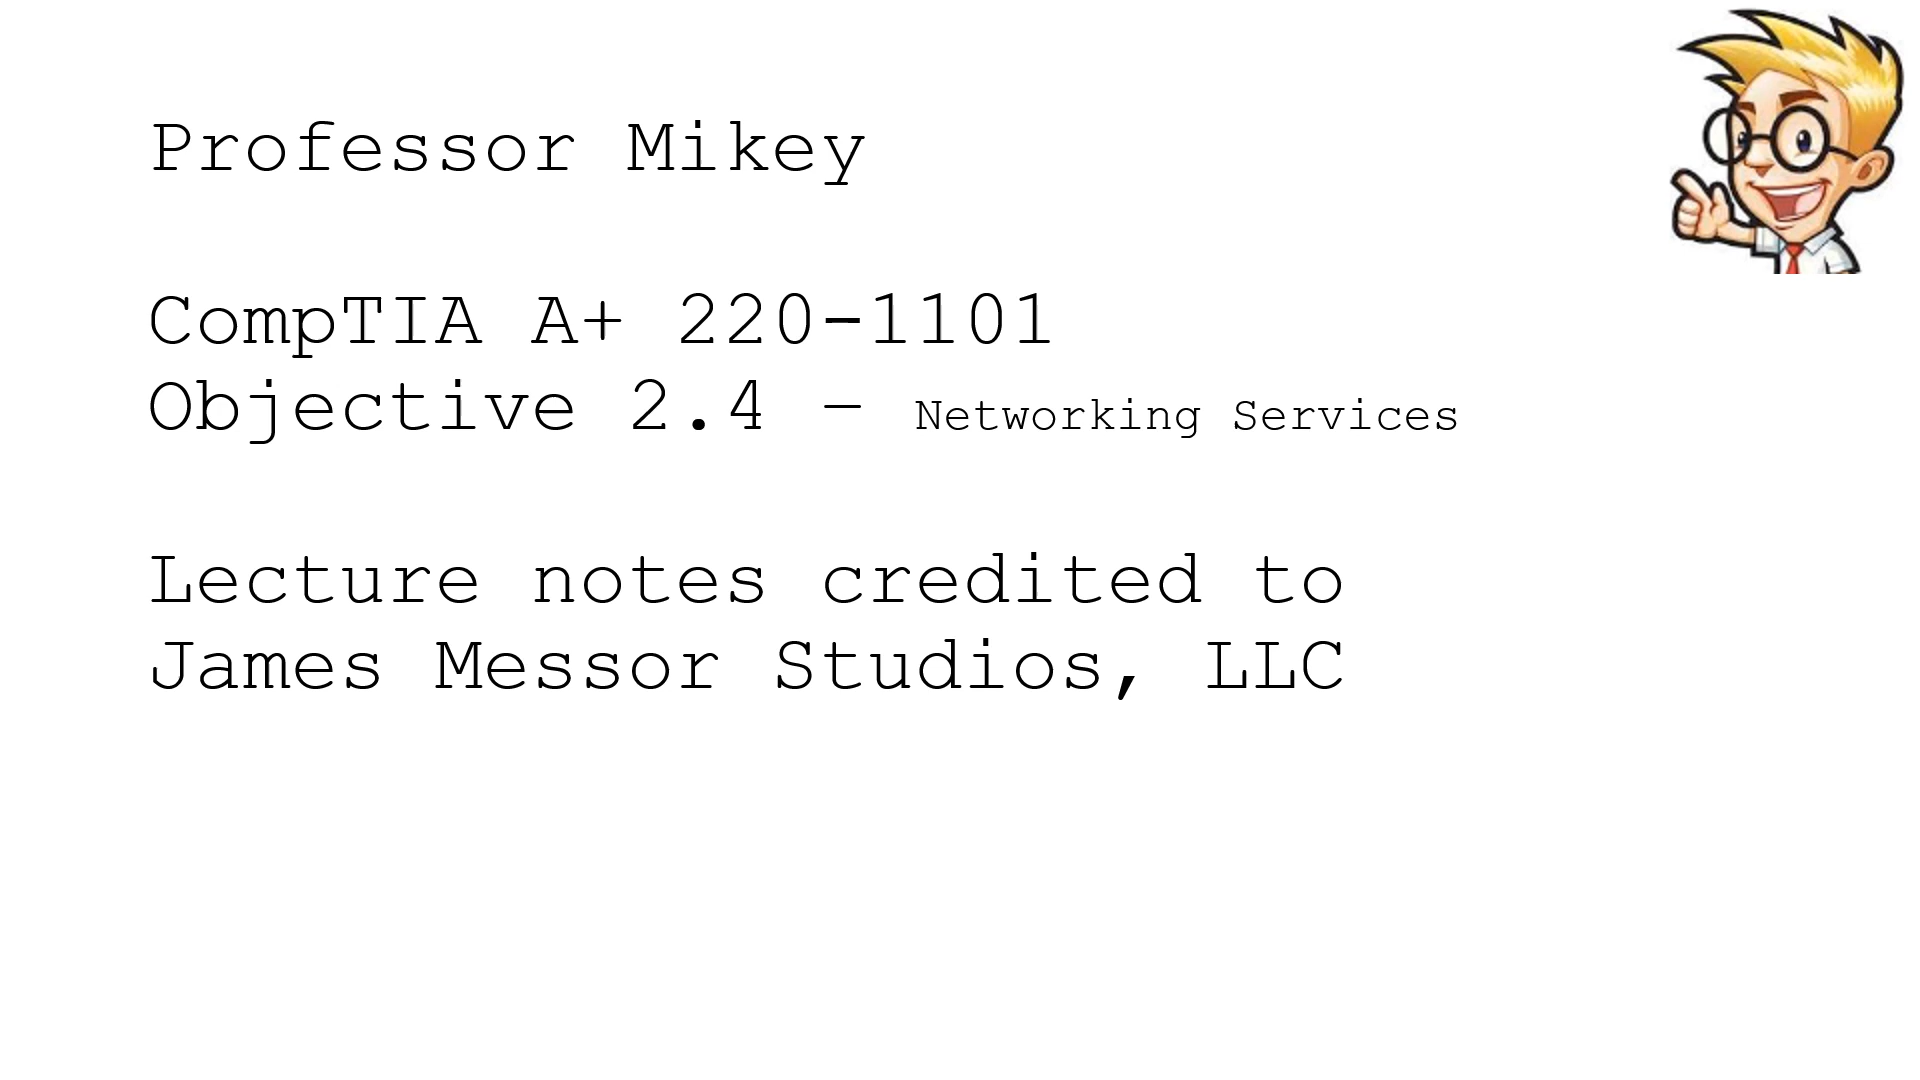 Professor Mikey
CompTIA A+ 220-1101
Objective 2.4 – Networking Services
Lecture notes credited to
James Messor Studios, LLC